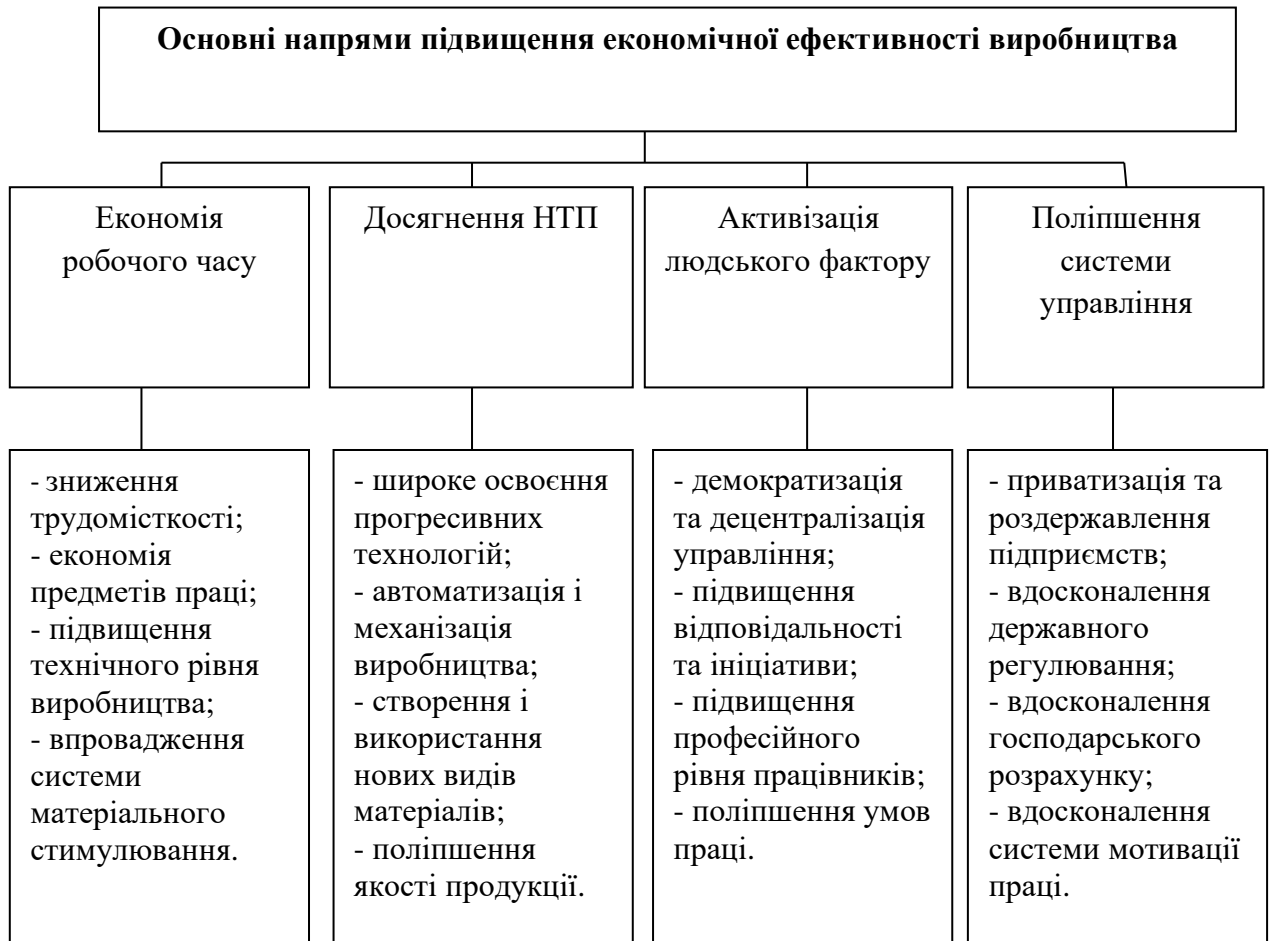 Основні напрями підвищення економічної ефективності виробництва
Економія
робочого часу
Досягнення НТП
Активізація
людського фактору
Поліпшення
системи
управління
- зниження
трудомісткості;
- економія
предметів праці;
- підвищення
технічного рівня
виробництва;
- впровадження
системи
матеріального
стимулювання.
- широке освоєння
прогресивних
технологій;
- автоматизація і
механізація
виробництва;
- створення і
використання
нових видів
матеріалів;
- поліпшення
якості продукції.
- демократизація
та децентралізація
управління;
- підвищення
відповідальності
та ініціативи;
- підвищення
професійного
рівня працівників;
- поліпшення умов
праці.
- приватизація та
роздержавлення
підприємств;
- вдосконалення
державного
регулювання;
- вдосконалення
господарського
розрахунку;
- вдосконалення
системи мотивації
праці.